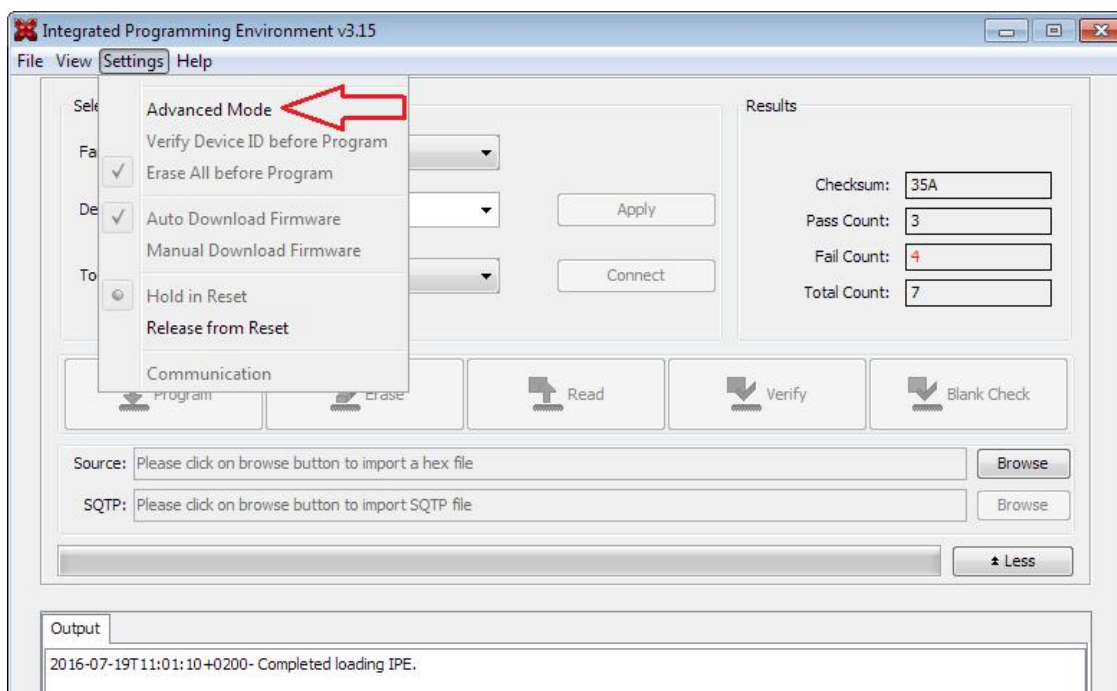 Integrated Programming Environment v3.15
File View Settings Help
Advanced Mode
Verify Device ID before Program
Erase All before Program
Auto Download Firmware
Manual Download Firmware
Hold in Reset
Release from Reset
Communication
Apply
Connect
Results
Checksum: 35A
Pass Count: 3
Fail Count: 4
Total Count: 7
Program Erase Read Verify Blank Check
Source: Please click on browse button to import a hex file Browse
SQTP: Please click on browse button to import SQTP file Browse
Less
Output
2016-07-19T11:01:10+0200- Completed loading IPE.